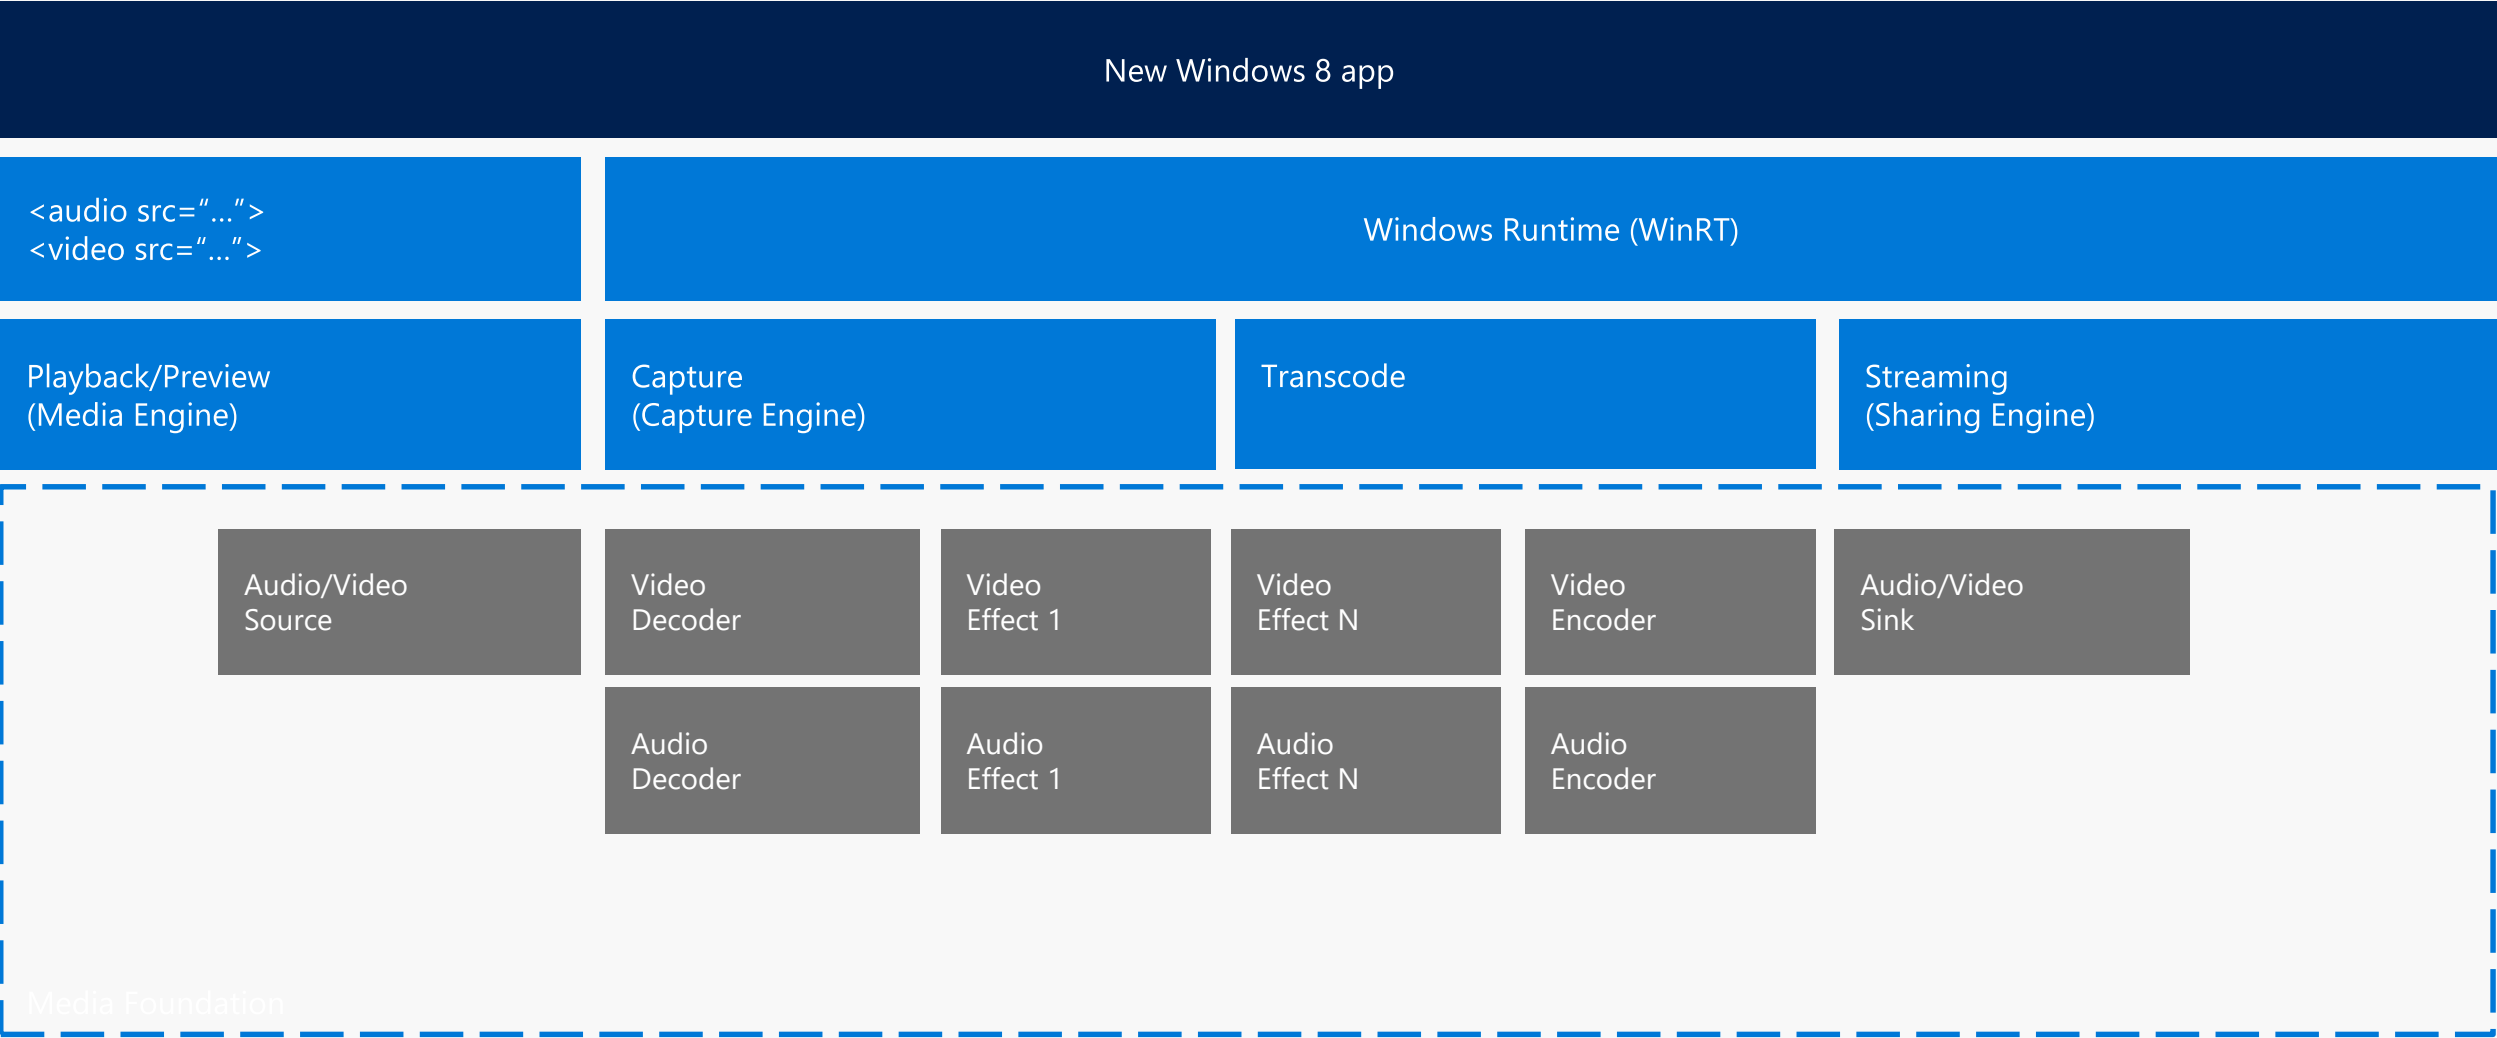 New Windows 8 app
<audio src=“…”>
<video src=“…”>
Windows Runtime (WinRT)
Playback/Preview
(Media Engine)
Capture
(Capture Engine)
Transcode
Streaming
(Sharing Engine)
Audio/Video
Source
Video
Decoder
Video
Effect 1
Video
Effect N
Video
Encoder
Audio/Video
Sink
Audio
Decoder
Audio
Effect 1
Audio
Effect N
Audio
Encoder
Media Foundation